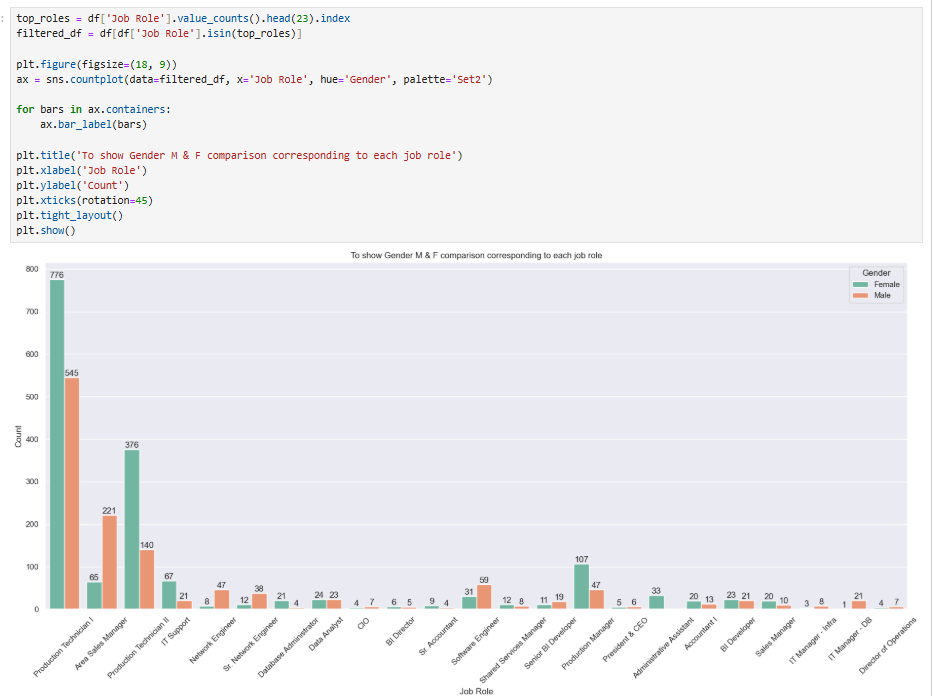 :
top_roles = df['Job Role'].value_counts().head(23).index
filtered_df = df[df['Job Role'].isin(top_roles)]
plt.figure(figsize=(18, 9))
ax = sns.countplot(data=filtered_df, x='Job Role', hue='Gender', palette='Set2')
for bars in ax.containers:
    ax.bar_label(bars)
plt.title('To show Gender M & F comparison corresponding to each job role')
plt.xlabel('Job Role')
plt.ylabel('Count')
plt.xticks(rotation=45)
plt.tight_layout()
plt.show()
To show Gender M & F comparison corresponding to each job role
Gender
Female
Male
Count
800
700
600
500
400
300
200
100
0
776
545
65
221
376
140
67
21
8
47
12
38
21
4
24
23
4
7
6
5
9
4
31
59
12
8
11
19
107
47
5
6
33
20
13
23
21
20
10
3
8
1
21
4
7
Production Technician I
Area Sales Manager
Production Technician II
IT Support
Network Engineer
Sr. Network Engineer
Database Administrator
Data Analyst
CIO
BI Director
Sr. Accountant
Software Engineer
Shared Services Manager
Senior BI Developer
Production Manager
President & CEO
Administrative Assistant
Accountant I
BI Developer
Sales Manager
IT Manager - Infra
IT Manager - DB
Director of Operations
Job Role